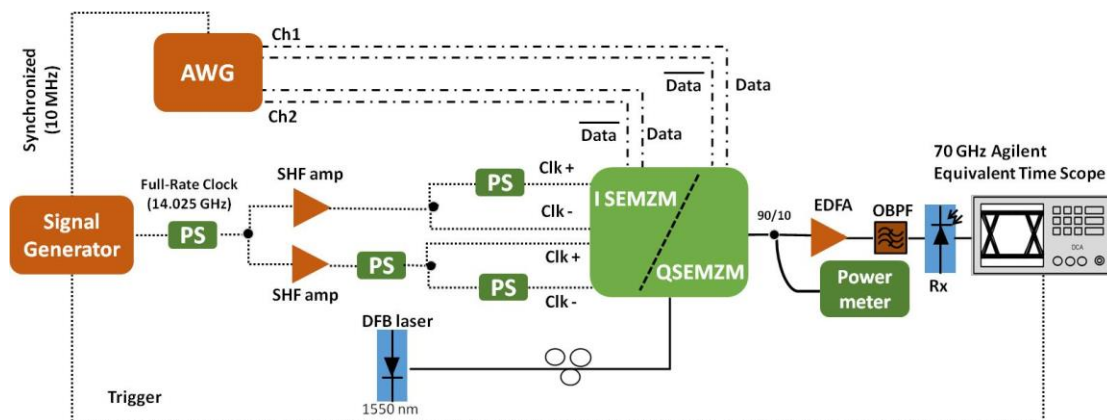 Synchronized
(10 MHz)
AWG
Ch1
Ch2
Data
Data
Data
Data
Signal
Generator
Full-Rate Clock
(14.025 GHz)
PS
SHF amp
SHF amp
PS
PS
PS
Clk +
Clk -
Clk +
Clk -
I SEMZM
QSEMZM
90/10
EDFA
OBPF
Rx
Power
meter
70 GHz Agilent
Equivalent Time Scope
DCA
DFB laser
1550 nm
Trigger